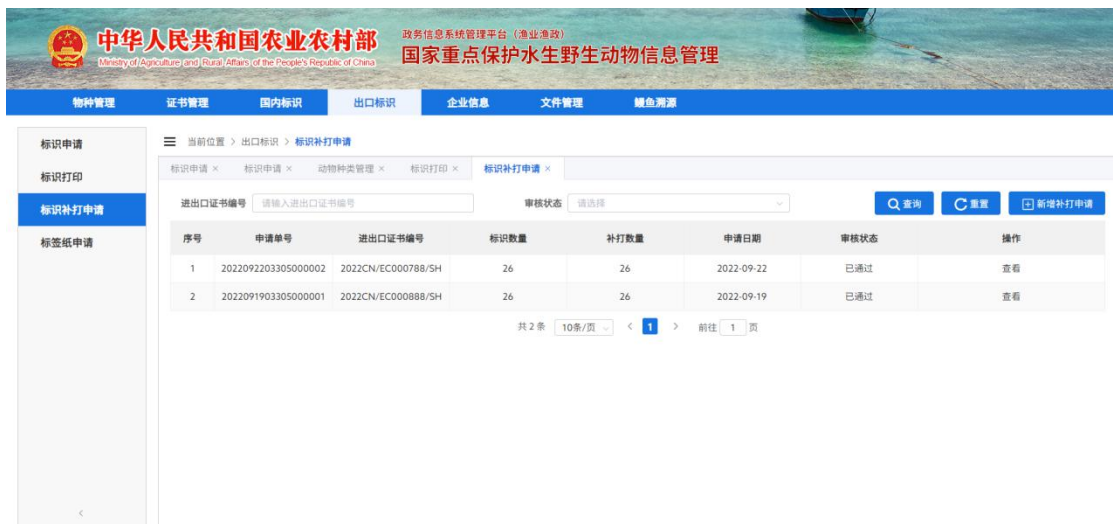 中华人民共和国农业农村部
Ministry of Agriculture and Rural Affairs of the People's Republic of China
政务信息系统管理平台（渔业渔政）
国家重点保护水生野生动物信息管理
物种管理 证书管理 国内标识 出口标识 企业信息 文件管理 鳗鱼溯源
标识申请
标识打印
标识补打申请
标签纸申请
当前位置 > 出口标识 > 标识补打申请
标识申请 × 标识申请 × 动物种类管理 × 标识打印 × 标识补打申请 ×
进出口证书编号 请输入进出口证书编号 审核状态 请选择 查询 重置 新增补打申请
序号 申请单号 进出口证书编号 标识数量 补打数量 申请日期 审核状态 操作
1 2022092203305000002 2022CN/EC000788/SH 26 26 2022-09-22 已通过 查看
2 2022091903305000001 2022CN/EC000888/SH 26 26 2022-09-19 已通过 查看
共 2 条 10条/页 < 1 > 前往 1 页